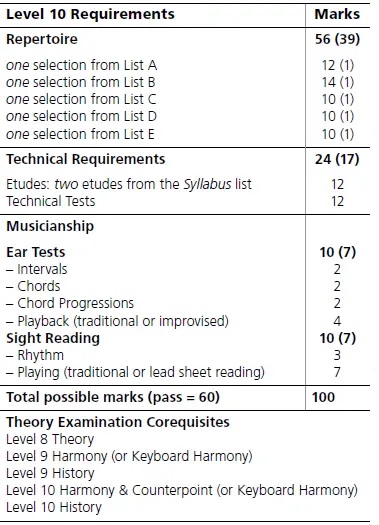 Level 10 Requirements Marks
Repertoire 56 (39)
one selection from List A 12 (1)
one selection from List B 14 (1)
one selection from List C 10 (1)
one selection from List D 10 (1)
one selection from List E 10 (1)
Technical Requirements 24 (17)
Etudes: two etudes from the Syllabus list 12
Technical Tests 12
Musicianship
Ear Tests 10 (7)
– Intervals 2
– Chords 2
– Chord Progressions 2
– Playback (traditional or improvised) 4
Sight Reading 10 (7)
– Rhythm 3
– Playing (traditional or lead sheet reading) 7
Total possible marks (pass = 60) 100
Theory Examination Corequisites
Level 8 Theory
Level 9 Harmony (or Keyboard Harmony)
Level 9 History
Level 10 Harmony & Counterpoint (or Keyboard Harmony)
Level 10 History